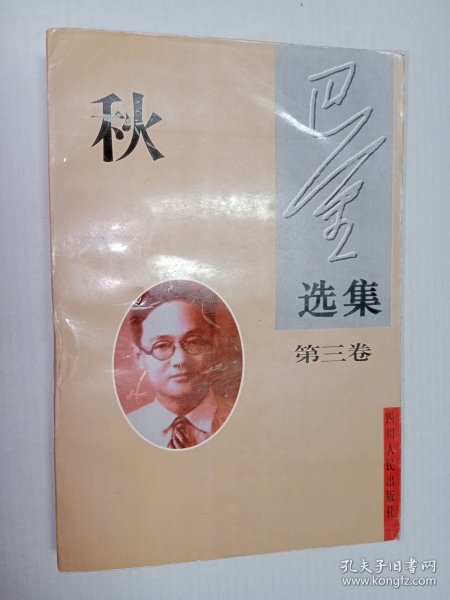 秋
巴金
选集
第三卷
四川人民出版社
孔夫子旧书网
www.kongfz.com